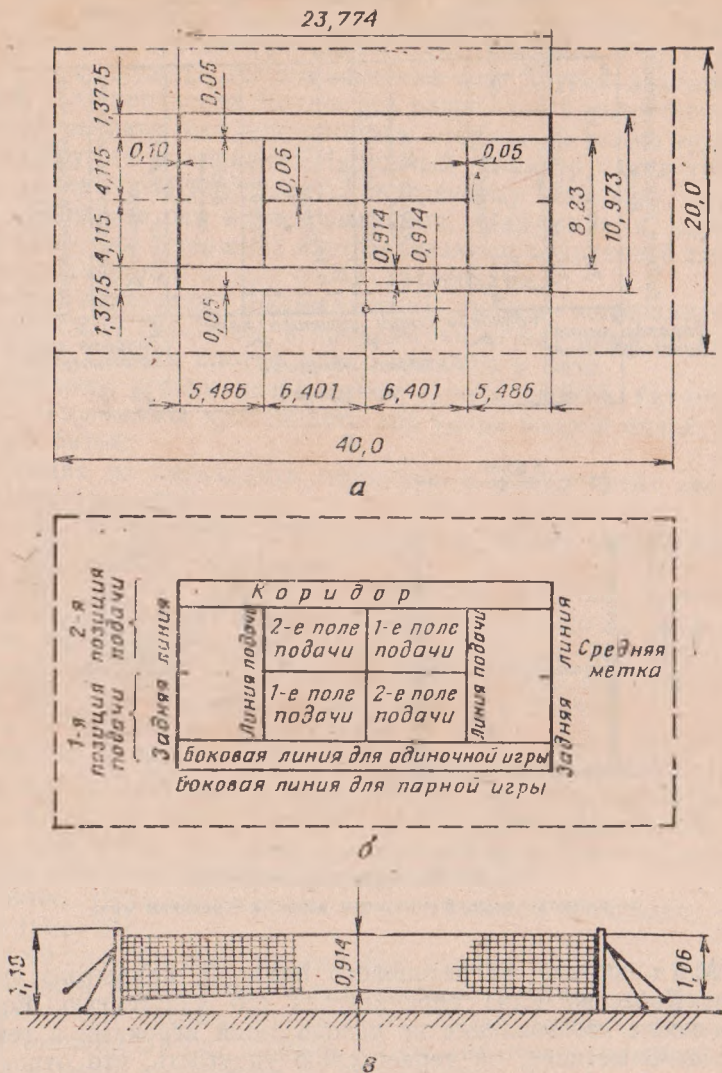 23,774
1,3715
0,05
0,10
0,05
0,05
4,115
4,115
0,914
0,914
8,23
10,973
20,0
1,3715
0,05
5,486
6,401
6,401
5,486
40,0
а
2-я
позиция
подачи
1-я
позиция
подачи
Задняя линия
Коридор
Линия подачи
2-е поле
подачи
1-е поле
подачи
1-е поле
подачи
2-е поле
подачи
Линия подачи
Задняя линия
Средняя
метка
Боковая линия для одиночной игры
Боковая линия для парной игры
б
0,914
1,06
в